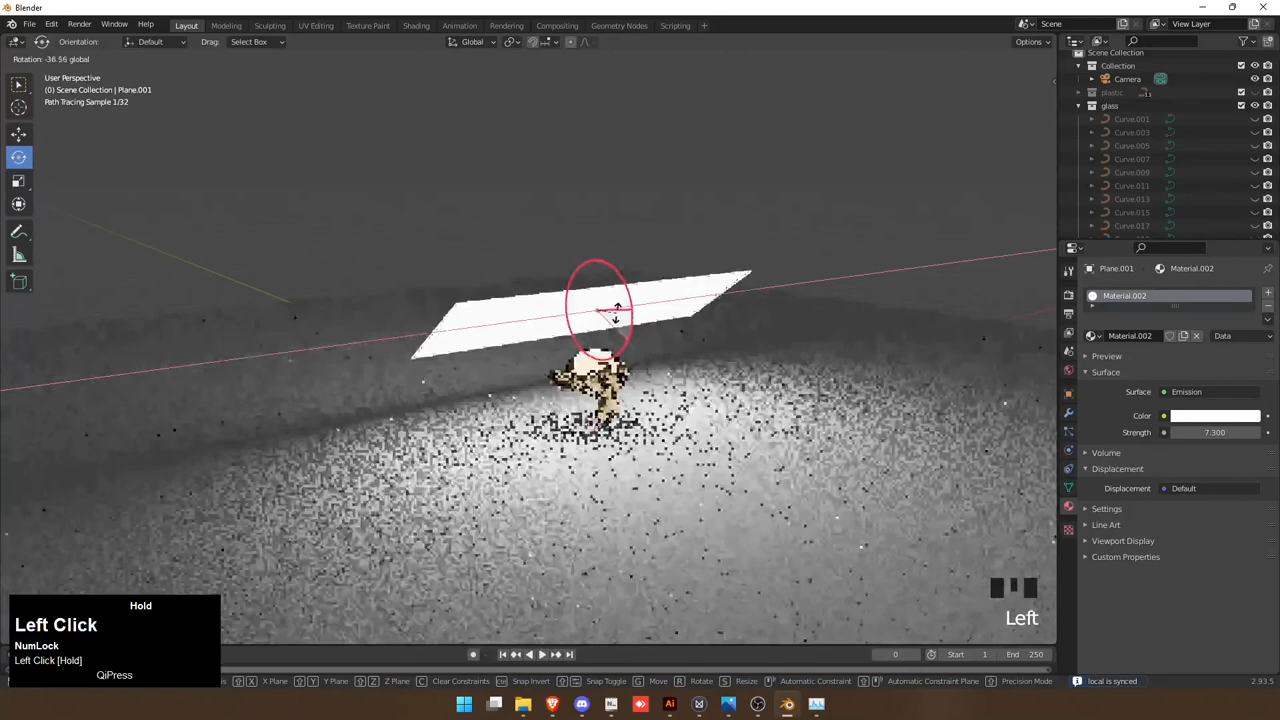 Blender
File Edit Render Window Help Layout Modeling Sculpting UV Editing Texture Paint Shading Animation Rendering Compositing Geometry Nodes Scripting + Scene View Layer
Orientation: Default Drag: Select Box Global Options
Rotation: -36.56 global
User Perspective
(0) Scene Collection | Plane.001
Path Tracing Sample 1/32
Scene Collection
Collection
Camera
plastic
glass
Curve.001
Curve.003
Curve.005
Curve.007
Curve.009
Curve.011
Curve.013
Curve.015
Curve.017
Plane.001 Material.002
Material.002
Material.002 Data
Preview
Surface
Surface Emission
Color
Strength 7.300
Volume
Displacement
Displacement Default
Settings
Line Art
Viewport Display
Custom Properties
Left
Hold
Left Click
NumLock
Left Click [Hold]
QiPress
0 Start 1 End 250
X Plane Y Plane Z Plane C Clear Constraints Snap Invert Snap Toggle G Move R Rotate S Resize Automatic Constraint Automatic Constraint Plane Precision Mode local is synced 2.93.5